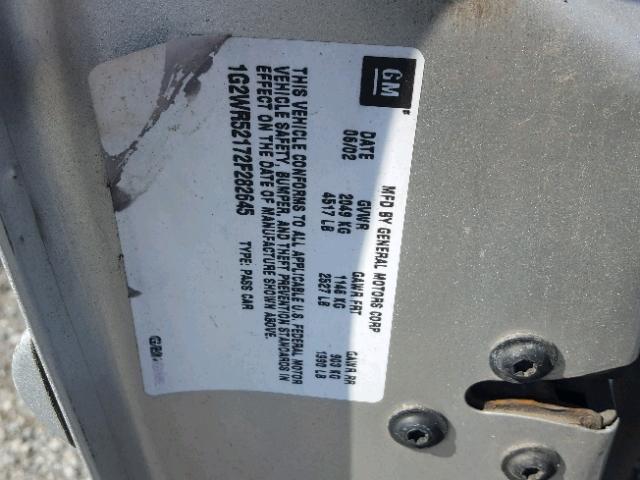 GM
MFD BY GENERAL MOTORS CORP
DATE GVWR GAWR FRT GAWR RR
06/02 2049 KG 1146 KG 903 KG
4517 LB 2527 LB 1990 LB
THIS VEHICLE CONFORMS TO ALL APPLICABLE U.S. FEDERAL MOTOR
VEHICLE SAFETY, BUMPER, AND THEFT PREVENTION STANDARDS IN
EFFECT ON THE DATE OF MANUFACTURE SHOWN ABOVE.
1G2WR52172F282645 TYPE: PASS CAR